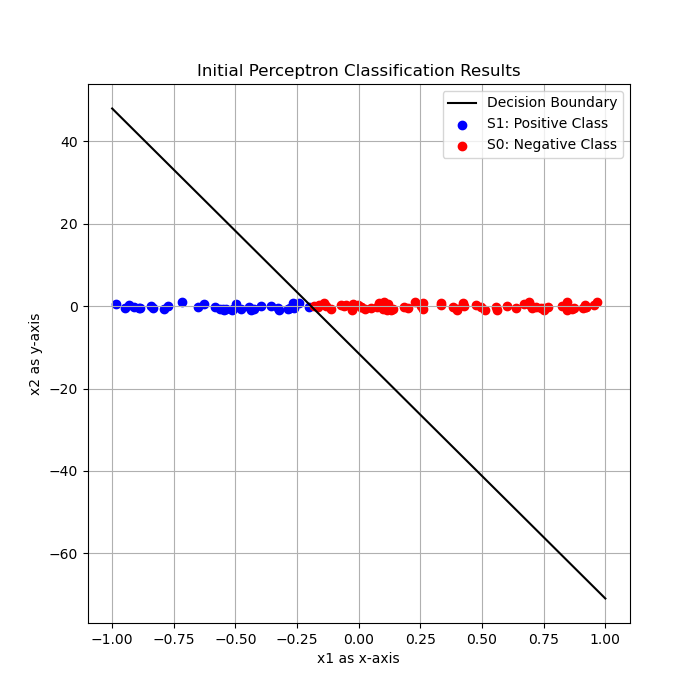 Initial Perceptron Classification Results
Decision Boundary
S1: Positive Class
S0: Negative Class
40
20
0
−20
−40
−60
x2 as y-axis
−1.00 −0.75 −0.50 −0.25 0.00 0.25 0.50 0.75 1.00
x1 as x-axis